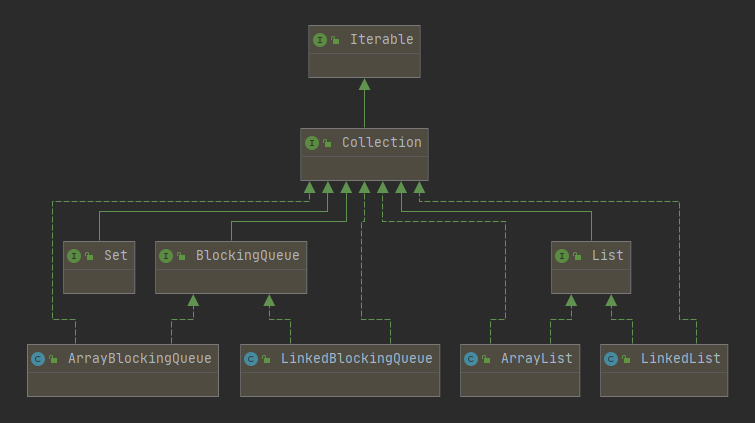 I Iterable
I Collection
I Set
I BlockingQueue
I List
C ArrayBlockingQueue
C LinkedBlockingQueue
C ArrayList
C LinkedList